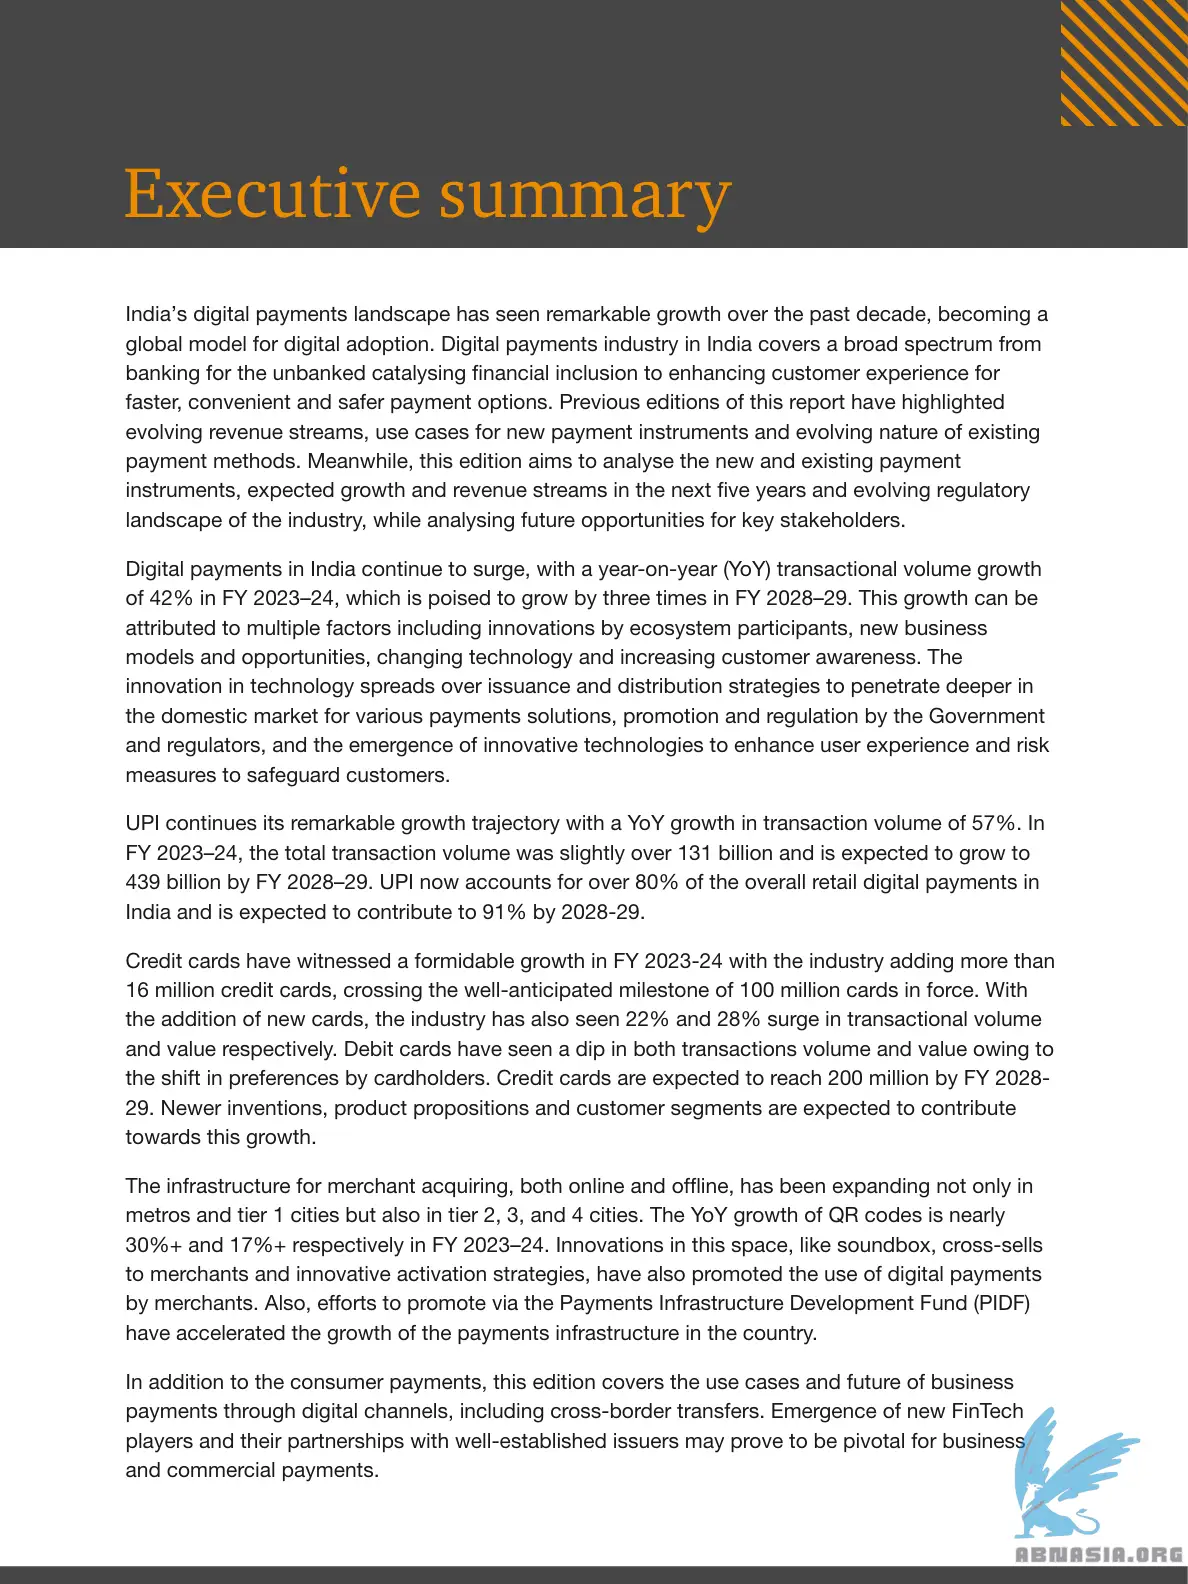 Executive summary
India’s digital payments landscape has seen remarkable growth over the past decade, becoming a
global model for digital adoption. Digital payments industry in India covers a broad spectrum from
banking for the unbanked catalysing financial inclusion to enhancing customer experience for
faster, convenient and safer payment options. Previous editions of this report have highlighted
evolving revenue streams, use cases for new payment instruments and evolving nature of existing
payment methods. Meanwhile, this edition aims to analyse the new and existing payment
instruments, expected growth and revenue streams in the next five years and evolving regulatory
landscape of the industry, while analysing future opportunities for key stakeholders.
Digital payments in India continue to surge, with a year-on-year (YoY) transactional volume growth
of 42% in FY 2023–24, which is poised to grow by three times in FY 2028–29. This growth can be
attributed to multiple factors including innovations by ecosystem participants, new business
models and opportunities, changing technology and increasing customer awareness. The
innovation in technology spreads over issuance and distribution strategies to penetrate deeper in
the domestic market for various payments solutions, promotion and regulation by the Government
and regulators, and the emergence of innovative technologies to enhance user experience and risk
measures to safeguard customers.
UPI continues its remarkable growth trajectory with a YoY growth in transaction volume of 57%. In
FY 2023–24, the total transaction volume was slightly over 131 billion and is expected to grow to
439 billion by FY 2028–29. UPI now accounts for over 80% of the overall retail digital payments in
India and is expected to contribute to 91% by 2028-29.
Credit cards have witnessed a formidable growth in FY 2023-24 with the industry adding more than
16 million credit cards, crossing the well-anticipated milestone of 100 million cards in force. With
the addition of new cards, the industry has also seen 22% and 28% surge in transactional volume
and value respectively. Debit cards have seen a dip in both transactions volume and value owing to
the shift in preferences by cardholders. Credit cards are expected to reach 200 million by FY 2028-
29. Newer inventions, product propositions and customer segments are expected to contribute
towards this growth.
The infrastructure for merchant acquiring, both online and offline, has been expanding not only in
metros and tier 1 cities but also in tier 2, 3, and 4 cities. The YoY growth of QR codes is nearly
30%+ and 17%+ respectively in FY 2023–24. Innovations in this space, like soundbox, cross-sells
to merchants and innovative activation strategies, have also promoted the use of digital payments
by merchants. Also, efforts to promote via the Payments Infrastructure Development Fund (PIDF)
have accelerated the growth of the payments infrastructure in the country.
In addition to the consumer payments, this edition covers the use cases and future of business
payments through digital channels, including cross-border transfers. Emergence of new FinTech
players and their partnerships with well-established issuers may prove to be pivotal for business
and commercial payments.
ABNASIA.ORG